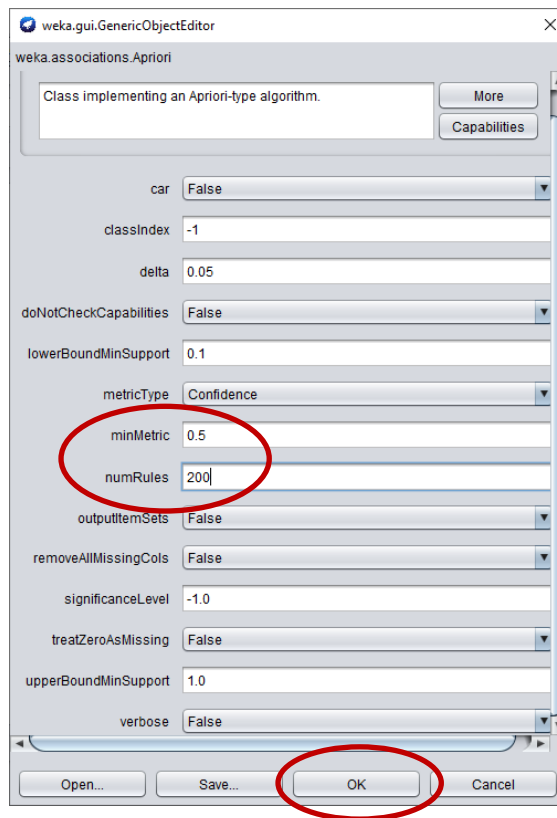 weka.gui.GenericObjectEditor
weka.associations.Apriori
Class implementing an Apriori-type algorithm.
More
Capabilities
car False
classIndex -1
delta 0.05
doNotCheckCapabilities False
lowerBoundMinSupport 0.1
metricType Confidence
minMetric 0.5
numRules 200
outputItemSets False
removeAllMissingCols False
significanceLevel -1.0
treatZeroAsMissing False
upperBoundMinSupport 1.0
verbose False
Open... Save... OK Cancel